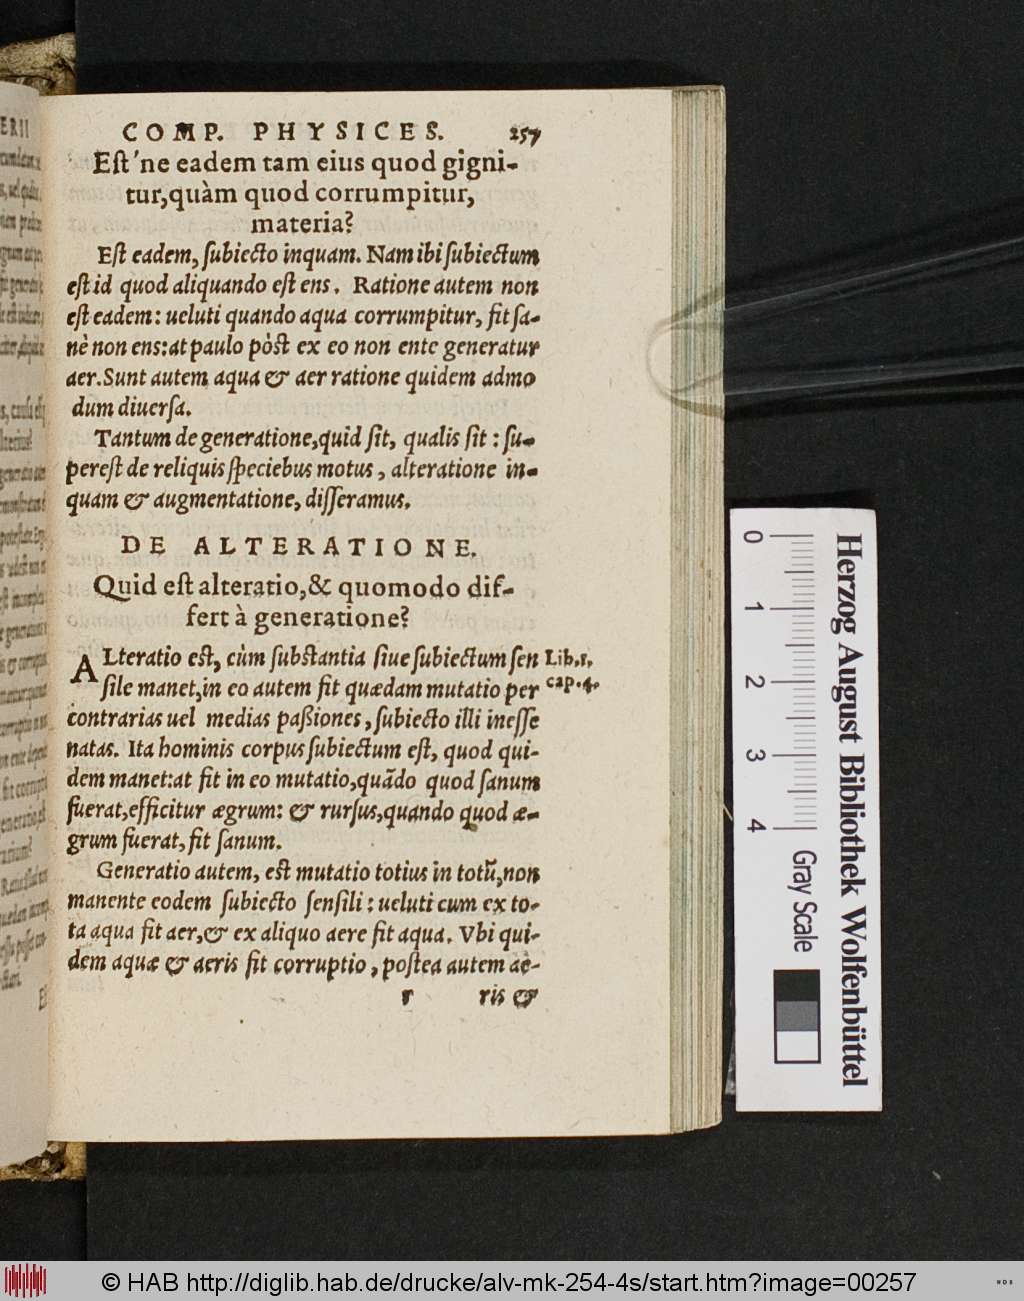 COMP. PHYSICES. 257
Eſt'ne eadem tam eius quod gigni-
tur,quàm quod corrumpitur,
materia?
Eſt eadem, ſubiecto inquam. Nam ibi ſubiectum
eſt id quod aliquando eſt ens. Ratione autem non
eſt eadem: ueluti quando aqua corrumpitur, fit ſa-
nè non ens: at paulo pòſt ex eo non ente generatur
aer. Sunt autem aqua & aer ratione quidem admo
dum diuerſa.
Tantum de generatione,quid ſit, qualis ſit: ſu-
pereſt de reliquis ſpeciebus motus, alteratione in-
quam & augmentatione, diſſeramus.
DE ALTERATIONE.
Quid eſt alteratio,& quomodo dif-
fert à generatione?
ALteratio eſt, cùm ſubſtantia ſiue ſubiectum ſen Lib.1.
ſile manet,in eo autem fit quædam mutatio per cap.4.
contrarias uel medias paßiones, ſubiecto illi ineſſe
natas. Ita hominis corpus ſubiectum eſt, quod qui-
dem manet:at fit in eo mutatio,quãdo quod ſanum
fuerat,efficitur ægrum: & rurſus,quando quod æ-
grum fuerat, fit ſanum.
Generatio autem, eſt mutatio totius in totũ,non
manente eodem ſubiecto ſenſili: ueluti cum ex to-
ta aqua fit aer,& ex aliquo aere fit aqua. Vbi qui-
dem aquæ & aeris fit corruptio, poſtea autem aë-
r ris &
0 1 2 3 4
Gray Scale
Herzog August Bibliothek Wolfenbüttel
© HAB http://diglib.hab.de/drucke/alv-mk-254-4s/start.htm?image=00257